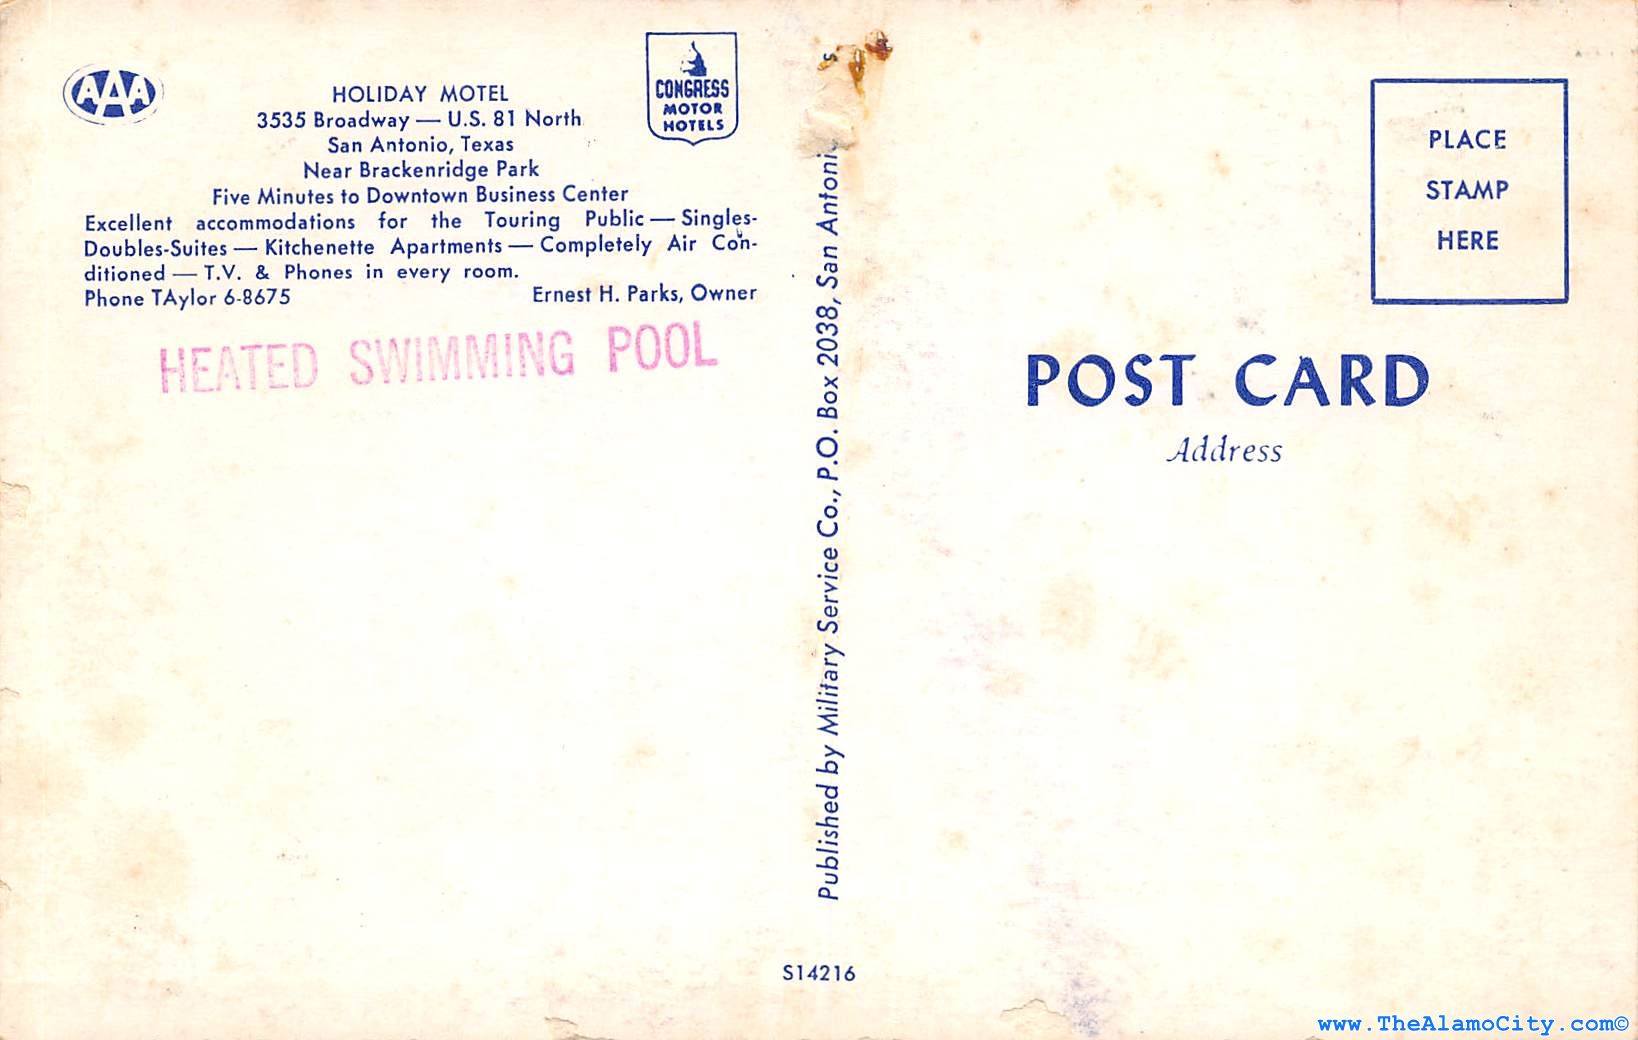 AAA
HOLIDAY MOTEL
3535 Broadway — U.S. 81 North
San Antonio, Texas
Near Brackenridge Park
Five Minutes to Downtown Business Center
Excellent accommodations for the Touring Public — Singles-
Doubles-Suites — Kitchenette Apartments — Completely Air Con-
ditioned — T.V. & Phones in every room.
Phone TAylor 6-8675 Ernest H. Parks, Owner
CONGRESS
MOTOR
HOTELS
HEATED SWIMMING POOL
Published by Military Service Co., P.O. Box 2038, San Antoni
S14216
PLACE
STAMP
HERE
POST CARD
Address
www.TheAlamoCity.com©